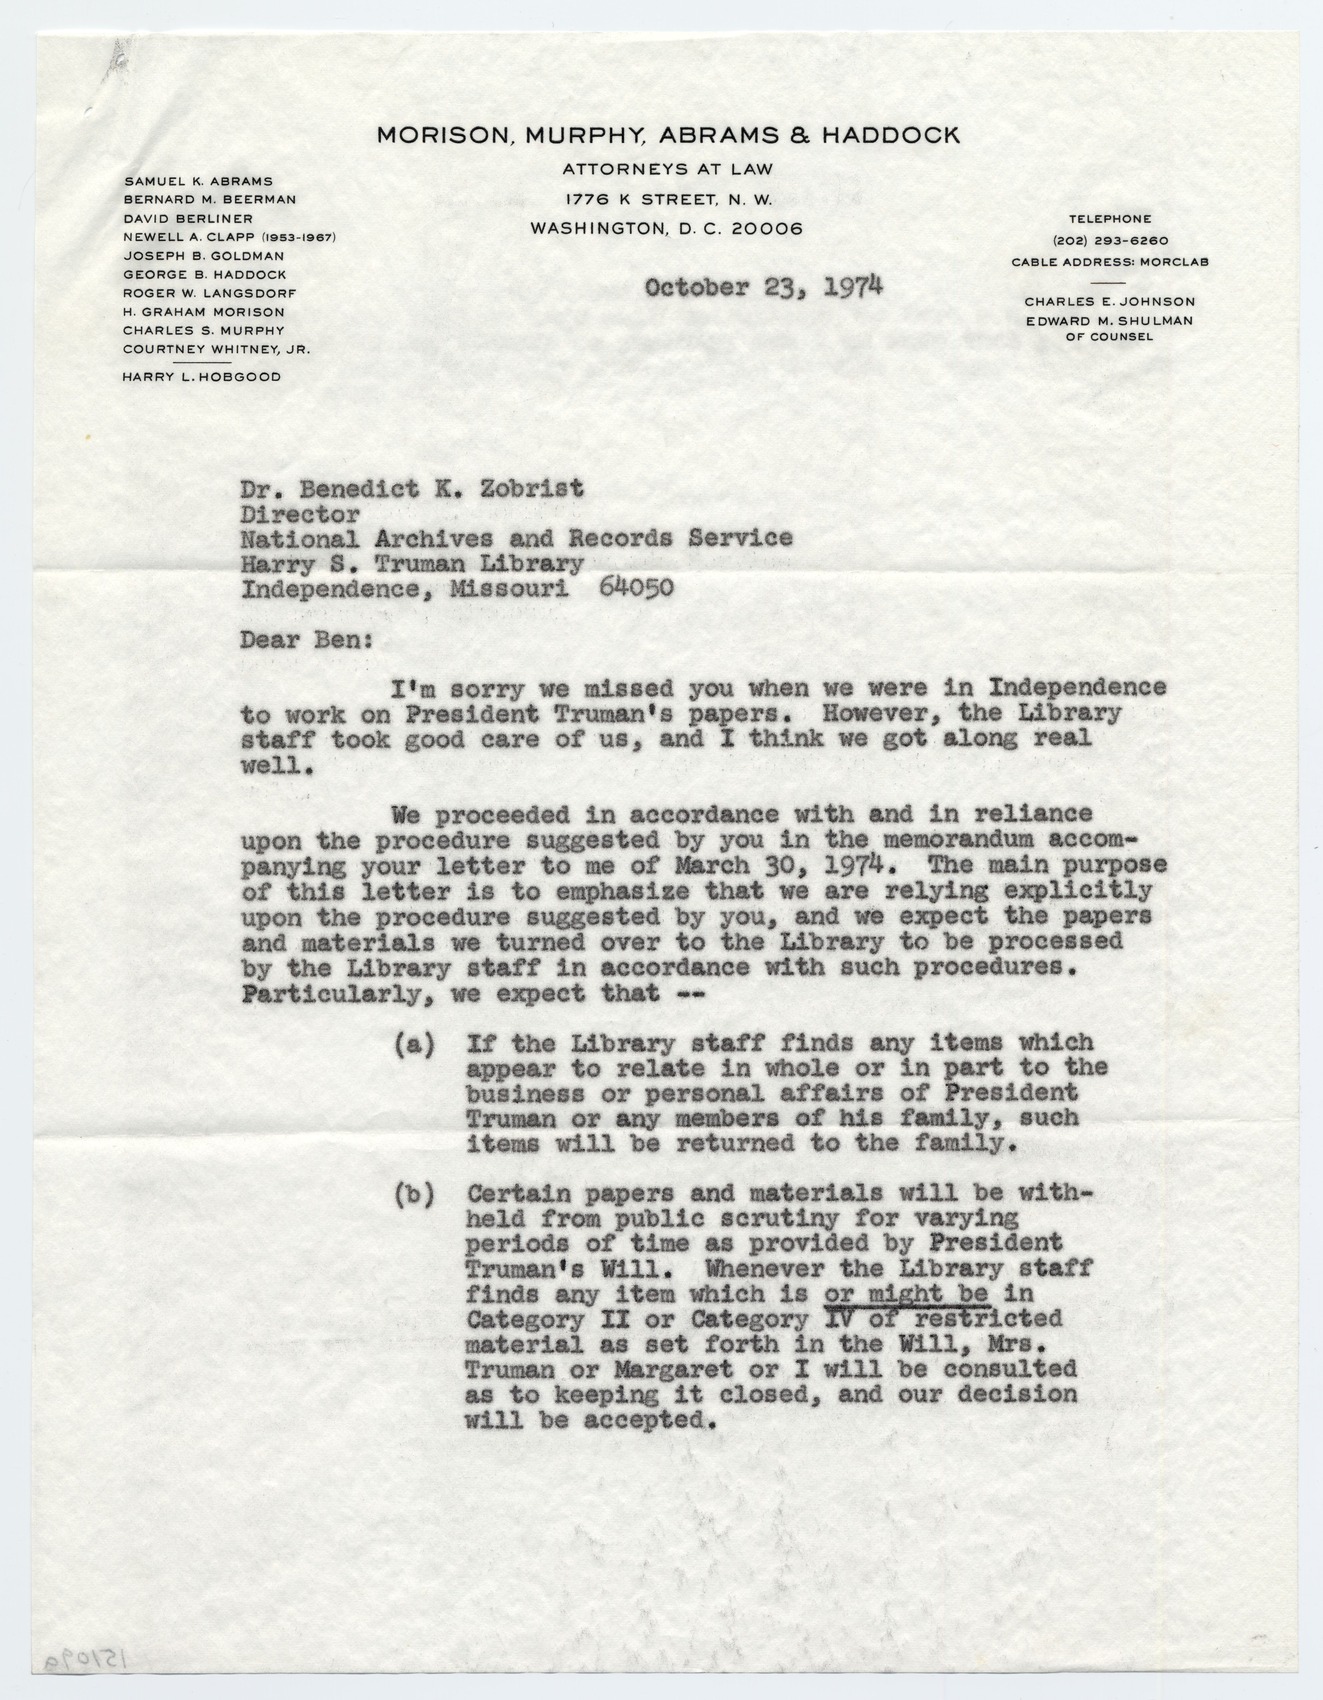 MORISON, MURPHY, ABRAMS & HADDOCK
ATTORNEYS AT LAW
1776 K STREET, N. W.
WASHINGTON, D. C. 20006
SAMUEL K. ABRAMS
BERNARD M. BEERMAN
DAVID BERLINER
NEWELL A. CLAPP (1953-1967)
JOSEPH B. GOLDMAN
GEORGE B. HADDOCK
ROGER W. LANGSDORF
H. GRAHAM MORISON
CHARLES S. MURPHY
COURTNEY WHITNEY, JR.
HARRY L. HOBGOOD
TELEPHONE
(202) 293-6260
CABLE ADDRESS: MORCLAB
CHARLES E. JOHNSON
EDWARD M. SHULMAN
OF COUNSEL
October 23, 1974
Dr. Benedict K. Zobrist
Director
National Archives and Records Service
Harry S. Truman Library
Independence, Missouri 64050
Dear Ben:
I'm sorry we missed you when we were in Independence
to work on President Truman's papers. However, the Library
staff took good care of us, and I think we got along real
well.
We proceeded in accordance with and in reliance
upon the procedure suggested by you in the memorandum accom-
panying your letter to me of March 30, 1974. The main purpose
of this letter is to emphasize that we are relying explicitly
upon the procedure suggested by you, and we expect the papers
and materials we turned over to the Library to be processed
by the Library staff in accordance with such procedures.
Particularly, we expect that --
(a) If the Library staff finds any items which
appear to relate in whole or in part to the
business or personal affairs of President
Truman or any members of his family, such
items will be returned to the family.
(b) Certain papers and materials will be with-
held from public scrutiny for varying
periods of time as provided by President
Truman's Will. Whenever the Library staff
finds any item which is or might be in
Category II or Category IV of restricted
material as set forth in the Will, Mrs.
Truman or Margaret or I will be consulted
as to keeping it closed, and our decision
will be accepted.